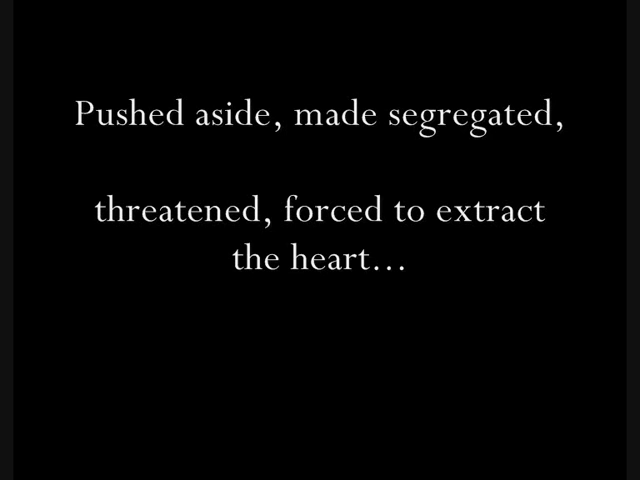 Pushed aside, made segregated,
threatened, forced to extract
the heart...